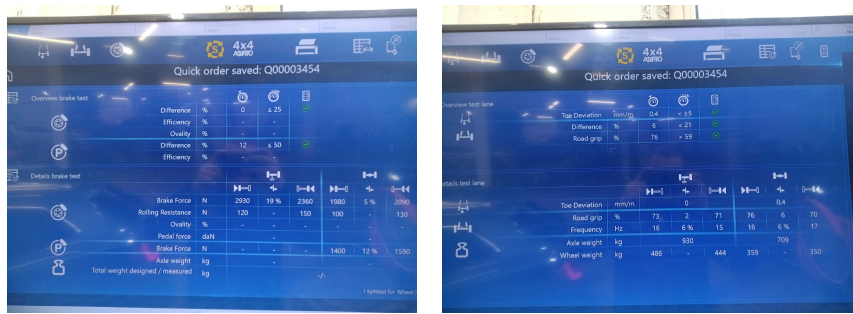 4x4
ASR10
Quick order saved: Q00003454
Overview brake test
Difference % 0 ≤ 25
Efficiency % - -
Ovality % - -
Difference % 12 ≤ 50
Efficiency % - -
Details brake test
Brake Force N 2930 19 % 2360 1980 5 % 2090
Rolling Resistance N 120 - 150 100 - 130
Ovality % - - - - - -
Pedal force daN - -
Brake Force N - - - 1400 12 % 1590
Axle weight kg - -
Total weight designed / measured kg -/-
! symbol for Wheel
4x4
Quick order saved: Q00003454
Overview test lane
Toe Deviation mm/m 0,4 < ±5
Difference % 6 < 21
Road grip % 76 > 59
Details test lane
Toe Deviation mm/m 0 0,4
Road grip % 73 2 71 76 6 70
Frequency Hz 16 6 % 15 16 6 % 17
Axle weight kg 930 709
Wheel weight kg 486 - 444 359 - 350